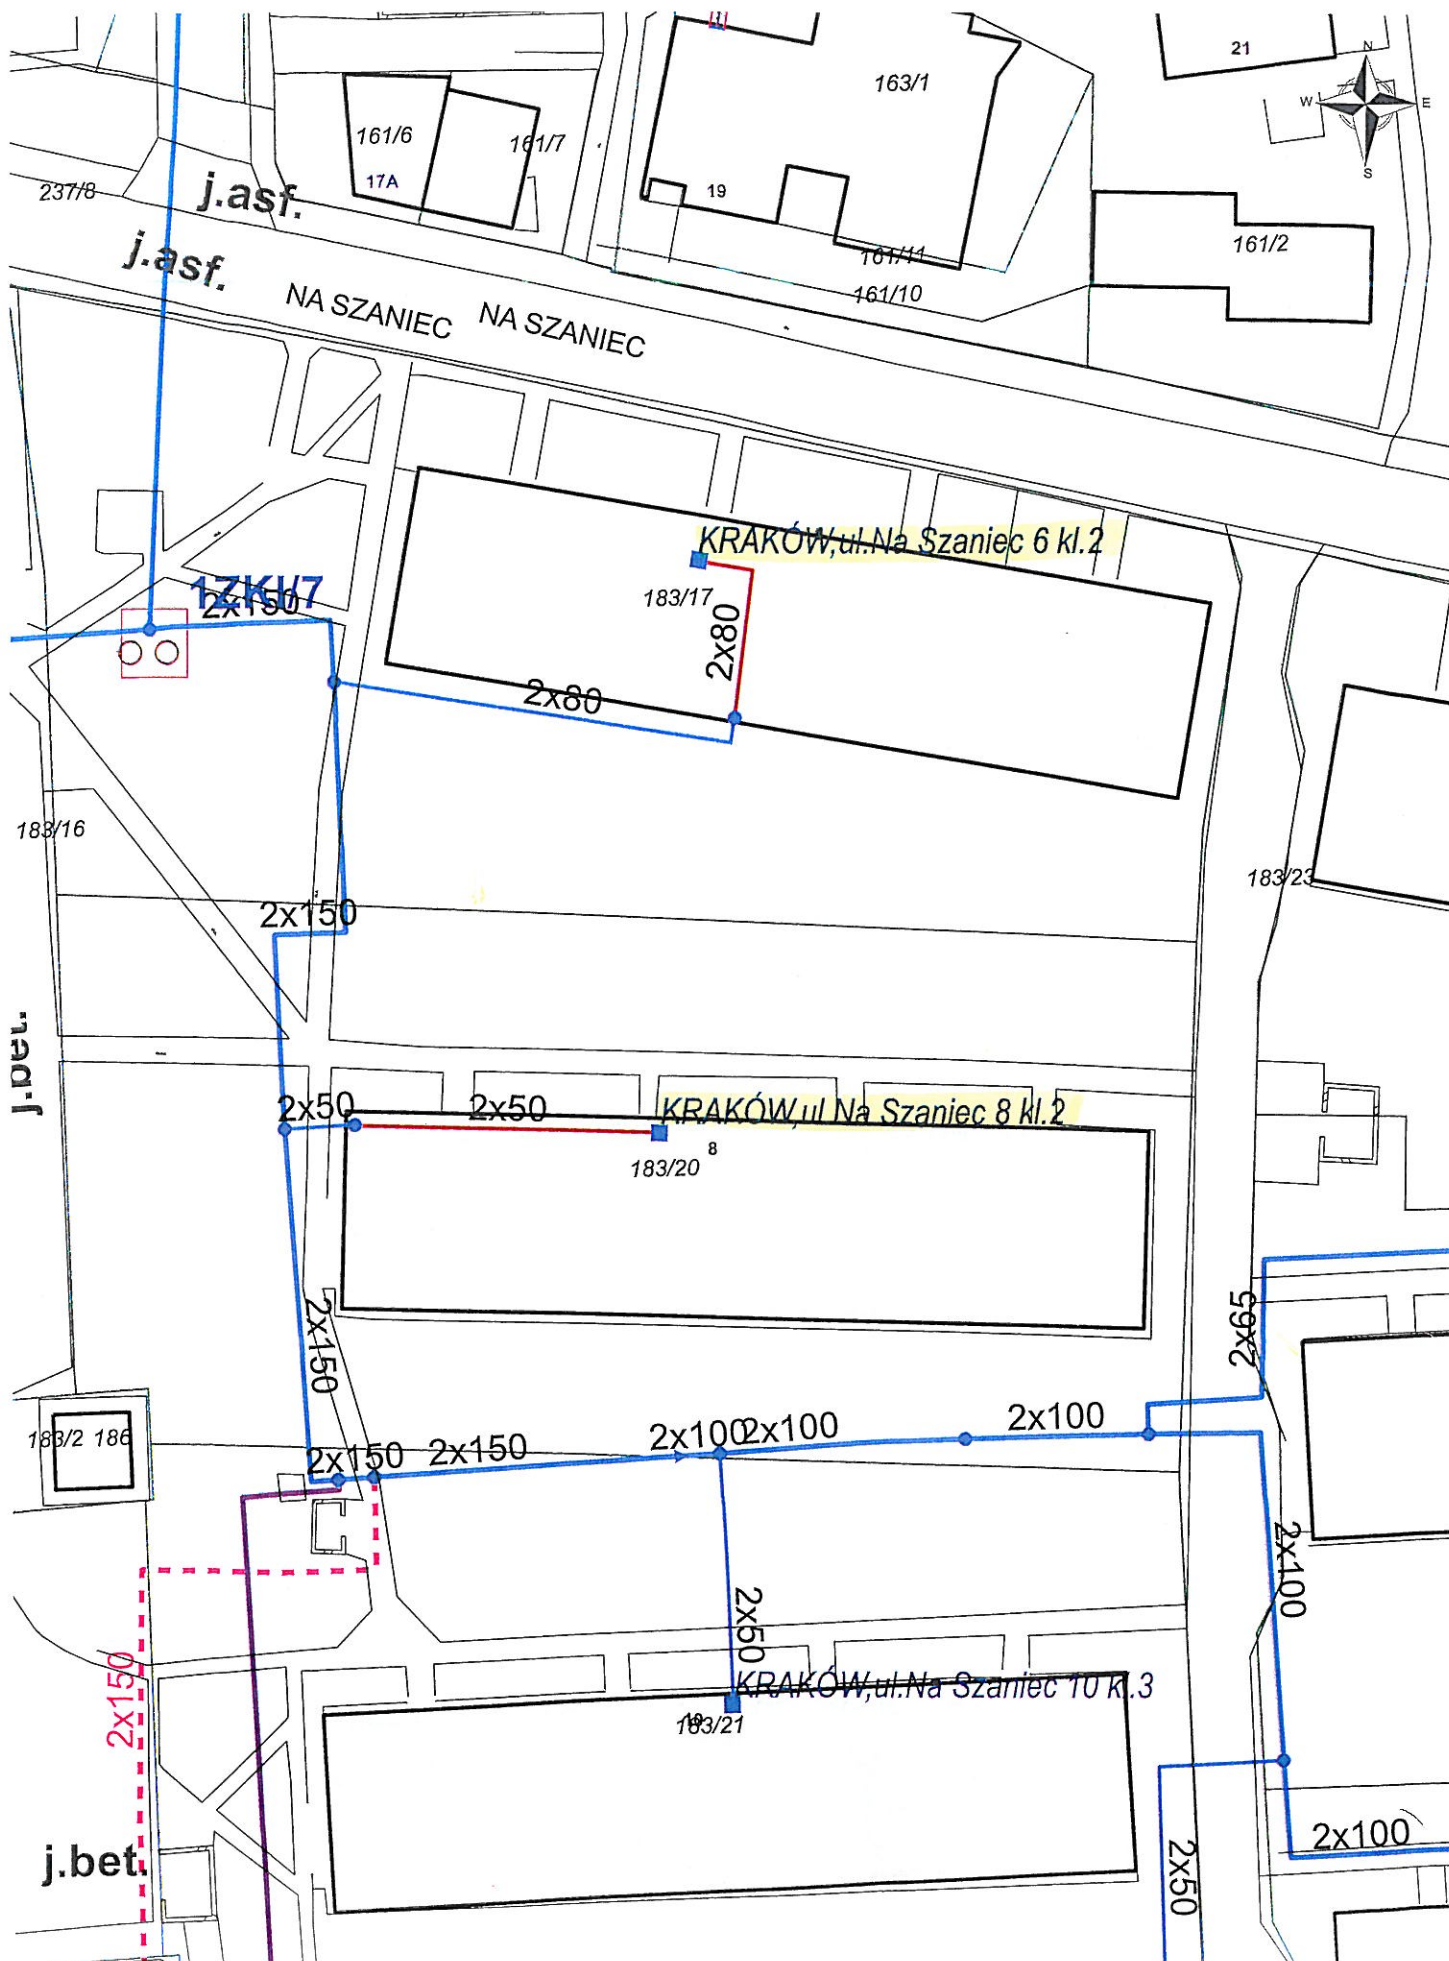 21
N
W
E
S
163/1
161/6
161/7
17A
19
237/8
j.asf.
j.asf.
161/2
161/11
161/10
NA SZANIEC
NA SZANIEC
KRAKÓW,ul.Na Szaniec 6 kl.2
1ZKI/7
2x150
183/17
2x80
2x80
183/16
183/23
2x150
j.bet.
2x50
2x50
KRAKÓW,ul.Na Szaniec 8 kl.2
8
183/20
2x150
2x65
183/2
186
2x100
2x100
2x100
2x150
2x150
2x100
2x50
2x150
KRAKÓW,ul.Na Szaniec 10 kl.3
183/21
j.bet.
2x100
2x50